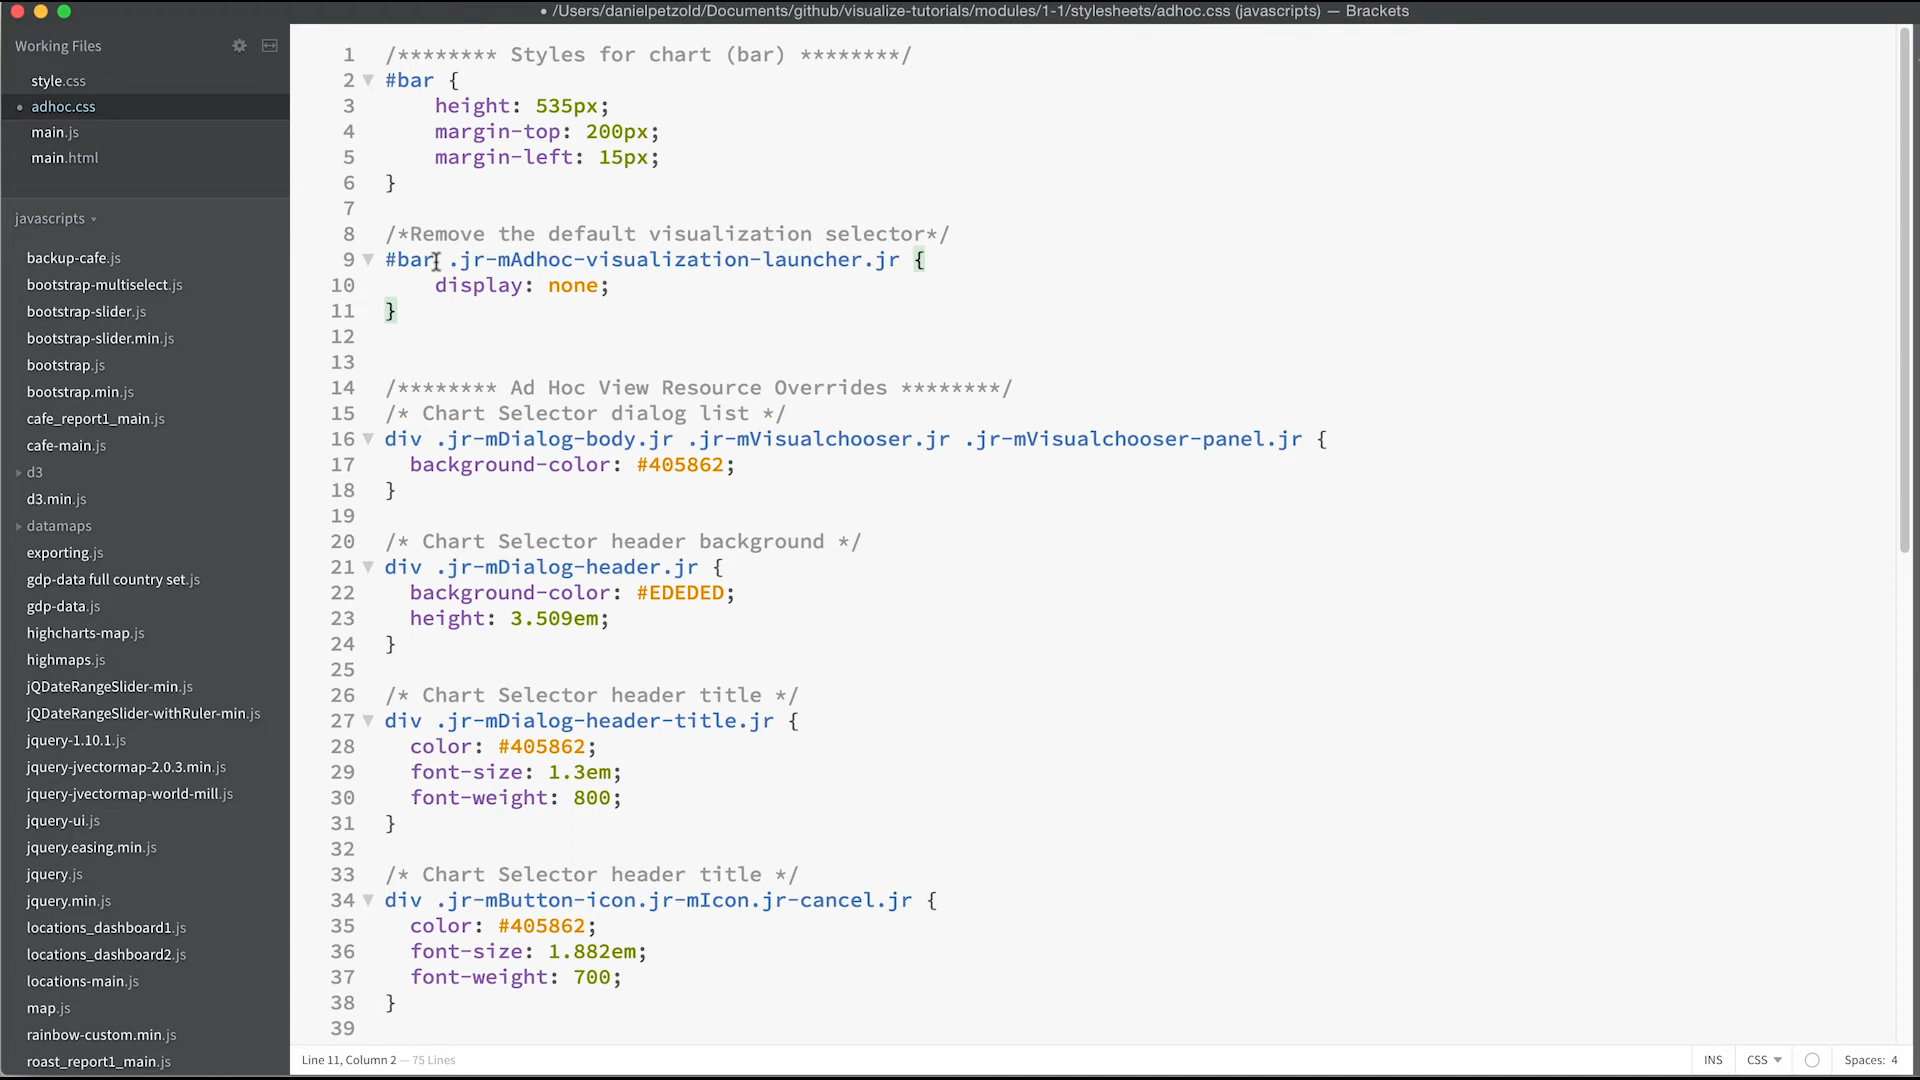 • /Users/danielpetzold/Documents/github/visualize-tutorials/modules/1-1/stylesheets/adhoc.css (javascripts) — Brackets
Working Files
style.css
• adhoc.css
main.js
main.html
javascripts
backup-cafe.js
bootstrap-multiselect.js
bootstrap-slider.js
bootstrap-slider.min.js
bootstrap.js
bootstrap.min.js
cafe_report1_main.js
cafe-main.js
d3
d3.min.js
datamaps
exporting.js
gdp-data full country set.js
gdp-data.js
highcharts-map.js
highmaps.js
jQDateRangeSlider-min.js
jQDateRangeSlider-withRuler-min.js
jquery-1.10.1.js
jquery-jvectormap-2.0.3.min.js
jquery-jvectormap-world-mill.js
jquery-ui.js
jquery.easing.min.js
jquery.js
jquery.min.js
locations_dashboard1.js
locations_dashboard2.js
locations-main.js
map.js
rainbow-custom.min.js
roast_report1_main.js
1 /******** Styles for chart (bar) ********/
2 #bar {
3 height: 535px;
4 margin-top: 200px;
5 margin-left: 15px;
6 }
7
8 /*Remove the default visualization selector*/
9 #bar .jr-mAdhoc-visualization-launcher.jr {
10 display: none;
11 }
12
13
14 /******** Ad Hoc View Resource Overrides ********/
15 /* Chart Selector dialog list */
16 div .jr-mDialog-body.jr .jr-mVisualchooser.jr .jr-mVisualchooser-panel.jr {
17 background-color: #405862;
18 }
19
20 /* Chart Selector header background */
21 div .jr-mDialog-header.jr {
22 background-color: #EDEDED;
23 height: 3.509em;
24 }
25
26 /* Chart Selector header title */
27 div .jr-mDialog-header-title.jr {
28 color: #405862;
29 font-size: 1.3em;
30 font-weight: 800;
31 }
32
33 /* Chart Selector header title */
34 div .jr-mButton-icon.jr-mIcon.jr-cancel.jr {
35 color: #405862;
36 font-size: 1.882em;
37 font-weight: 700;
38 }
39
Line 11, Column 2 — 75 Lines
INS
CSS
Spaces: 4